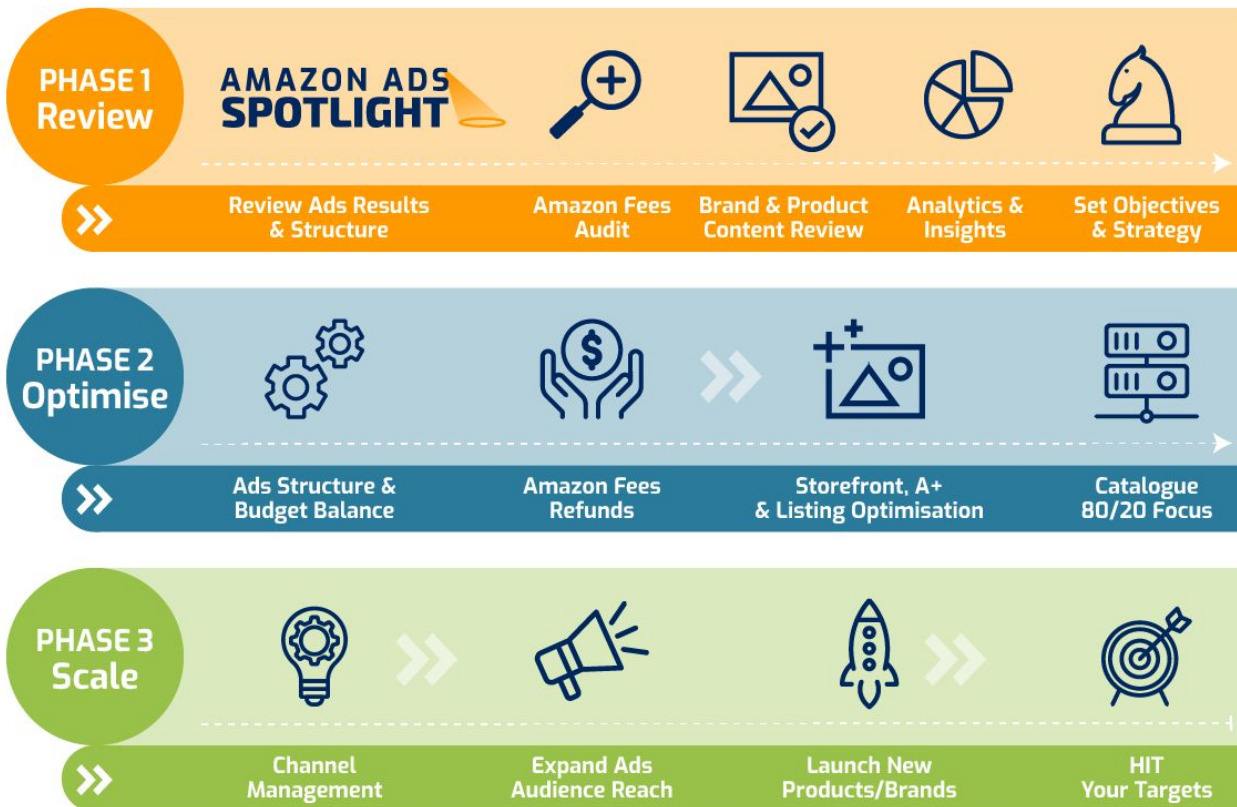 PHASE 1
Review
AMAZON ADS
SPOTLIGHT
Review Ads Results
& Structure
Amazon Fees
Audit
Brand & Product
Content Review
Analytics &
Insights
Set Objectives
& Strategy
PHASE 2
Optimise
$
Ads Structure &
Budget Balance
Amazon Fees
Refunds
Storefront, A+
& Listing Optimisation
Catalogue
80/20 Focus
PHASE 3
Scale
Channel
Management
Expand Ads
Audience Reach
Launch New
Products/Brands
HIT
Your Targets